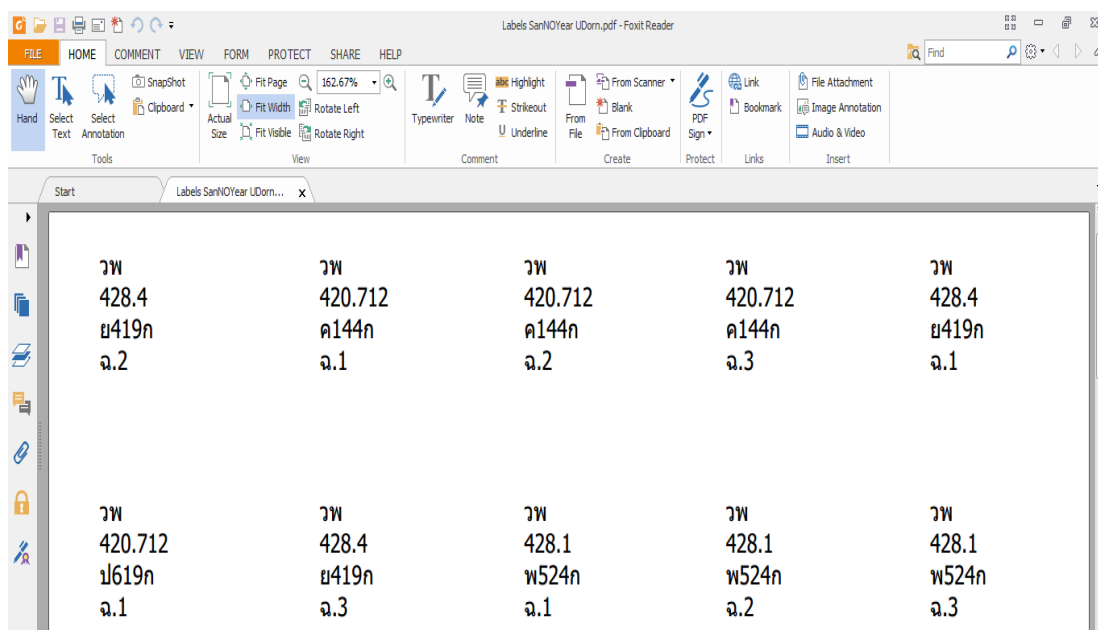 Labels SanNOYear UDorn.pdf - Foxit Reader
FILE HOME COMMENT VIEW FORM PROTECT SHARE HELP Find
Hand
Select Text
Select Annotation
SnapShot
Clipboard
Tools
Actual Size
Fit Page
Fit Width
Fit Visible
162.67%
Rotate Left
Rotate Right
View
Typewriter
Note
Highlight
Strikeout
Underline
Comment
From File
From Scanner
Blank
From Clipboard
Create
PDF Sign
Protect
Link
Bookmark
Links
File Attachment
Image Annotation
Audio & Video
Insert
Start Labels SanNOYear UDorn... x
วพ วพ วพ วพ วพ
428.4 420.712 420.712 420.712 428.4
ย419ก ค144ก ค144ก ค144ก ย419ก
ฉ.2 ฉ.1 ฉ.2 ฉ.3 ฉ.1
วพ วพ วพ วพ วพ
420.712 428.4 428.1 428.1 428.1
ป619ก ย419ก พ524ก พ524ก พ524ก
ฉ.1 ฉ.3 ฉ.1 ฉ.2 ฉ.3